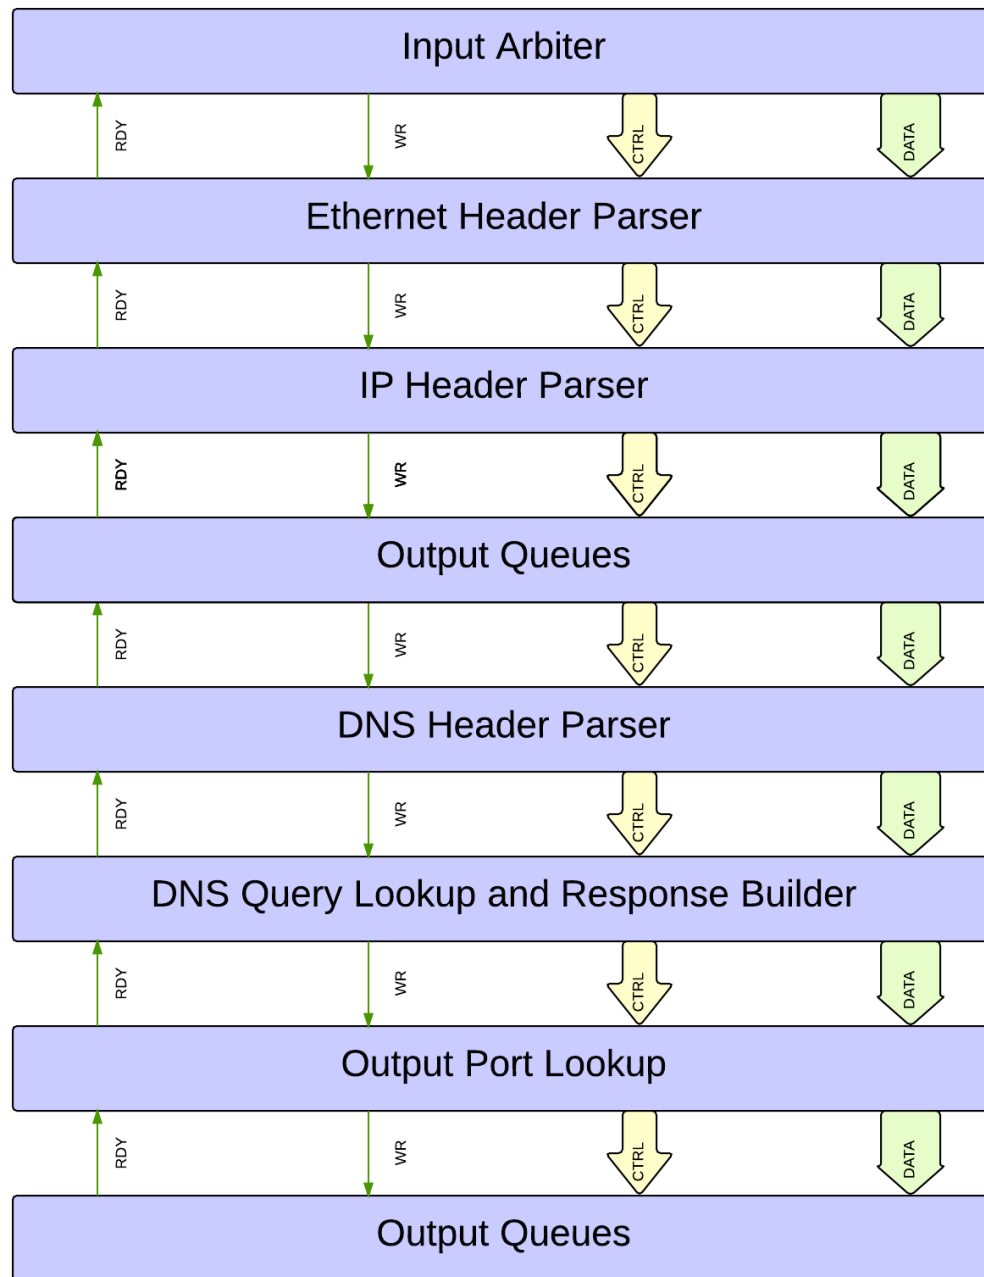 Input Arbiter
RDY WR CTRL DATA
Ethernet Header Parser
RDY WR CTRL DATA
IP Header Parser
RDY WR CTRL DATA
Output Queues
RDY WR CTRL DATA
DNS Header Parser
RDY WR CTRL DATA
DNS Query Lookup and Response Builder
RDY WR CTRL DATA
Output Port Lookup
RDY WR CTRL DATA
Output Queues